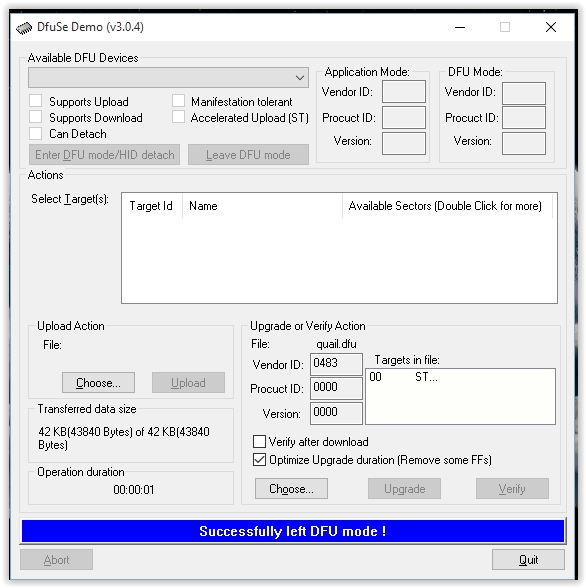 DfuSe Demo (v3.0.4)
Available DFU Devices
Supports Upload
Manifestation tolerant
Supports Download
Accelerated Upload (ST)
Can Detach
Enter DFU mode/HID detach
Leave DFU mode
Application Mode:
Vendor ID:
Procuct ID:
Version:
DFU Mode:
Vendor ID:
Procuct ID:
Version:
Actions
Select Target(s):
Target Id Name Available Sectors (Double Click for more)
Upload Action
File:
Choose... Upload
Transferred data size
42 KB(43840 Bytes) of 42 KB(43840
Bytes)
Operation duration
00:00:01
Upgrade or Verify Action
File: quail.dfu
Vendor ID: 0483
Procuct ID: 0000
Version: 0000
Targets in file:
00 ST...
Verify after download
Optimize Upgrade duration (Remove some FFs)
Choose... Upgrade Verify
Successfully left DFU mode !
Abort Quit